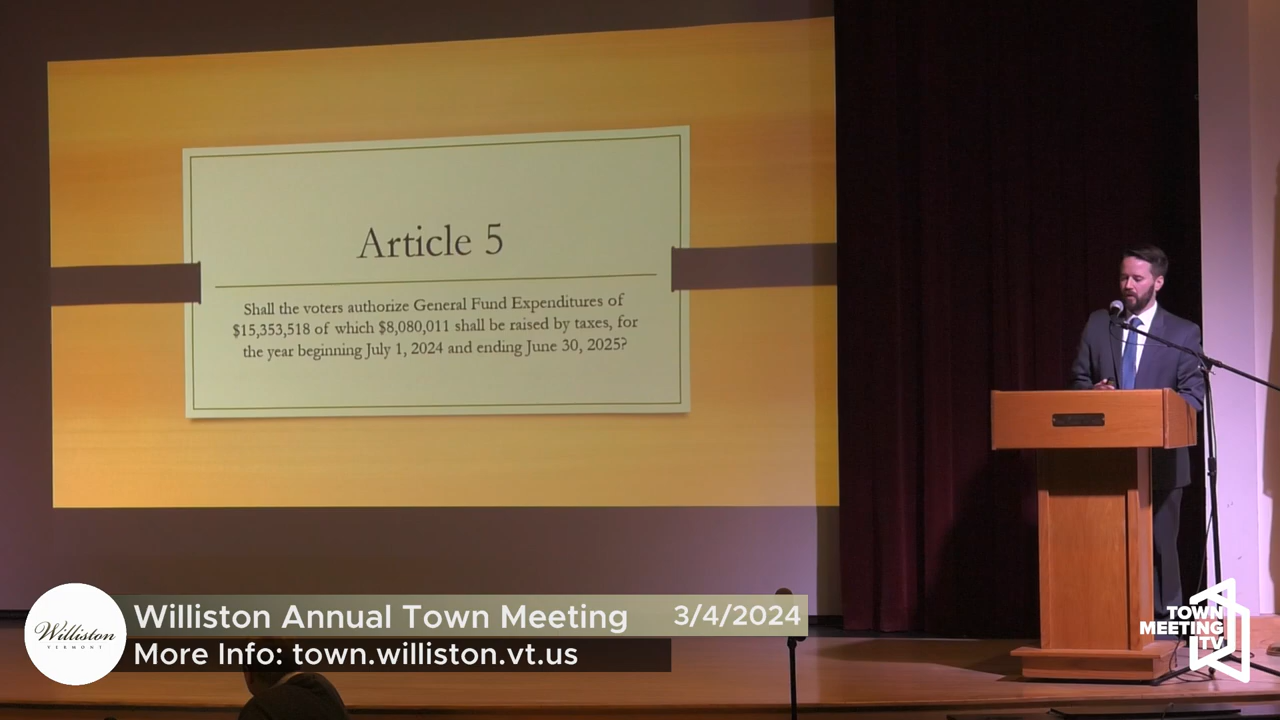 Article 5
Shall the voters authorize General Fund Expenditures of
$15,353,518 of which $8,080,011 shall be raised by taxes, for
the year beginning July 1, 2024 and ending June 30, 2025?
Williston
VERMONT
Williston Annual Town Meeting 3/4/2024
More Info: town.williston.vt.us
TOWN
MEETING
TV